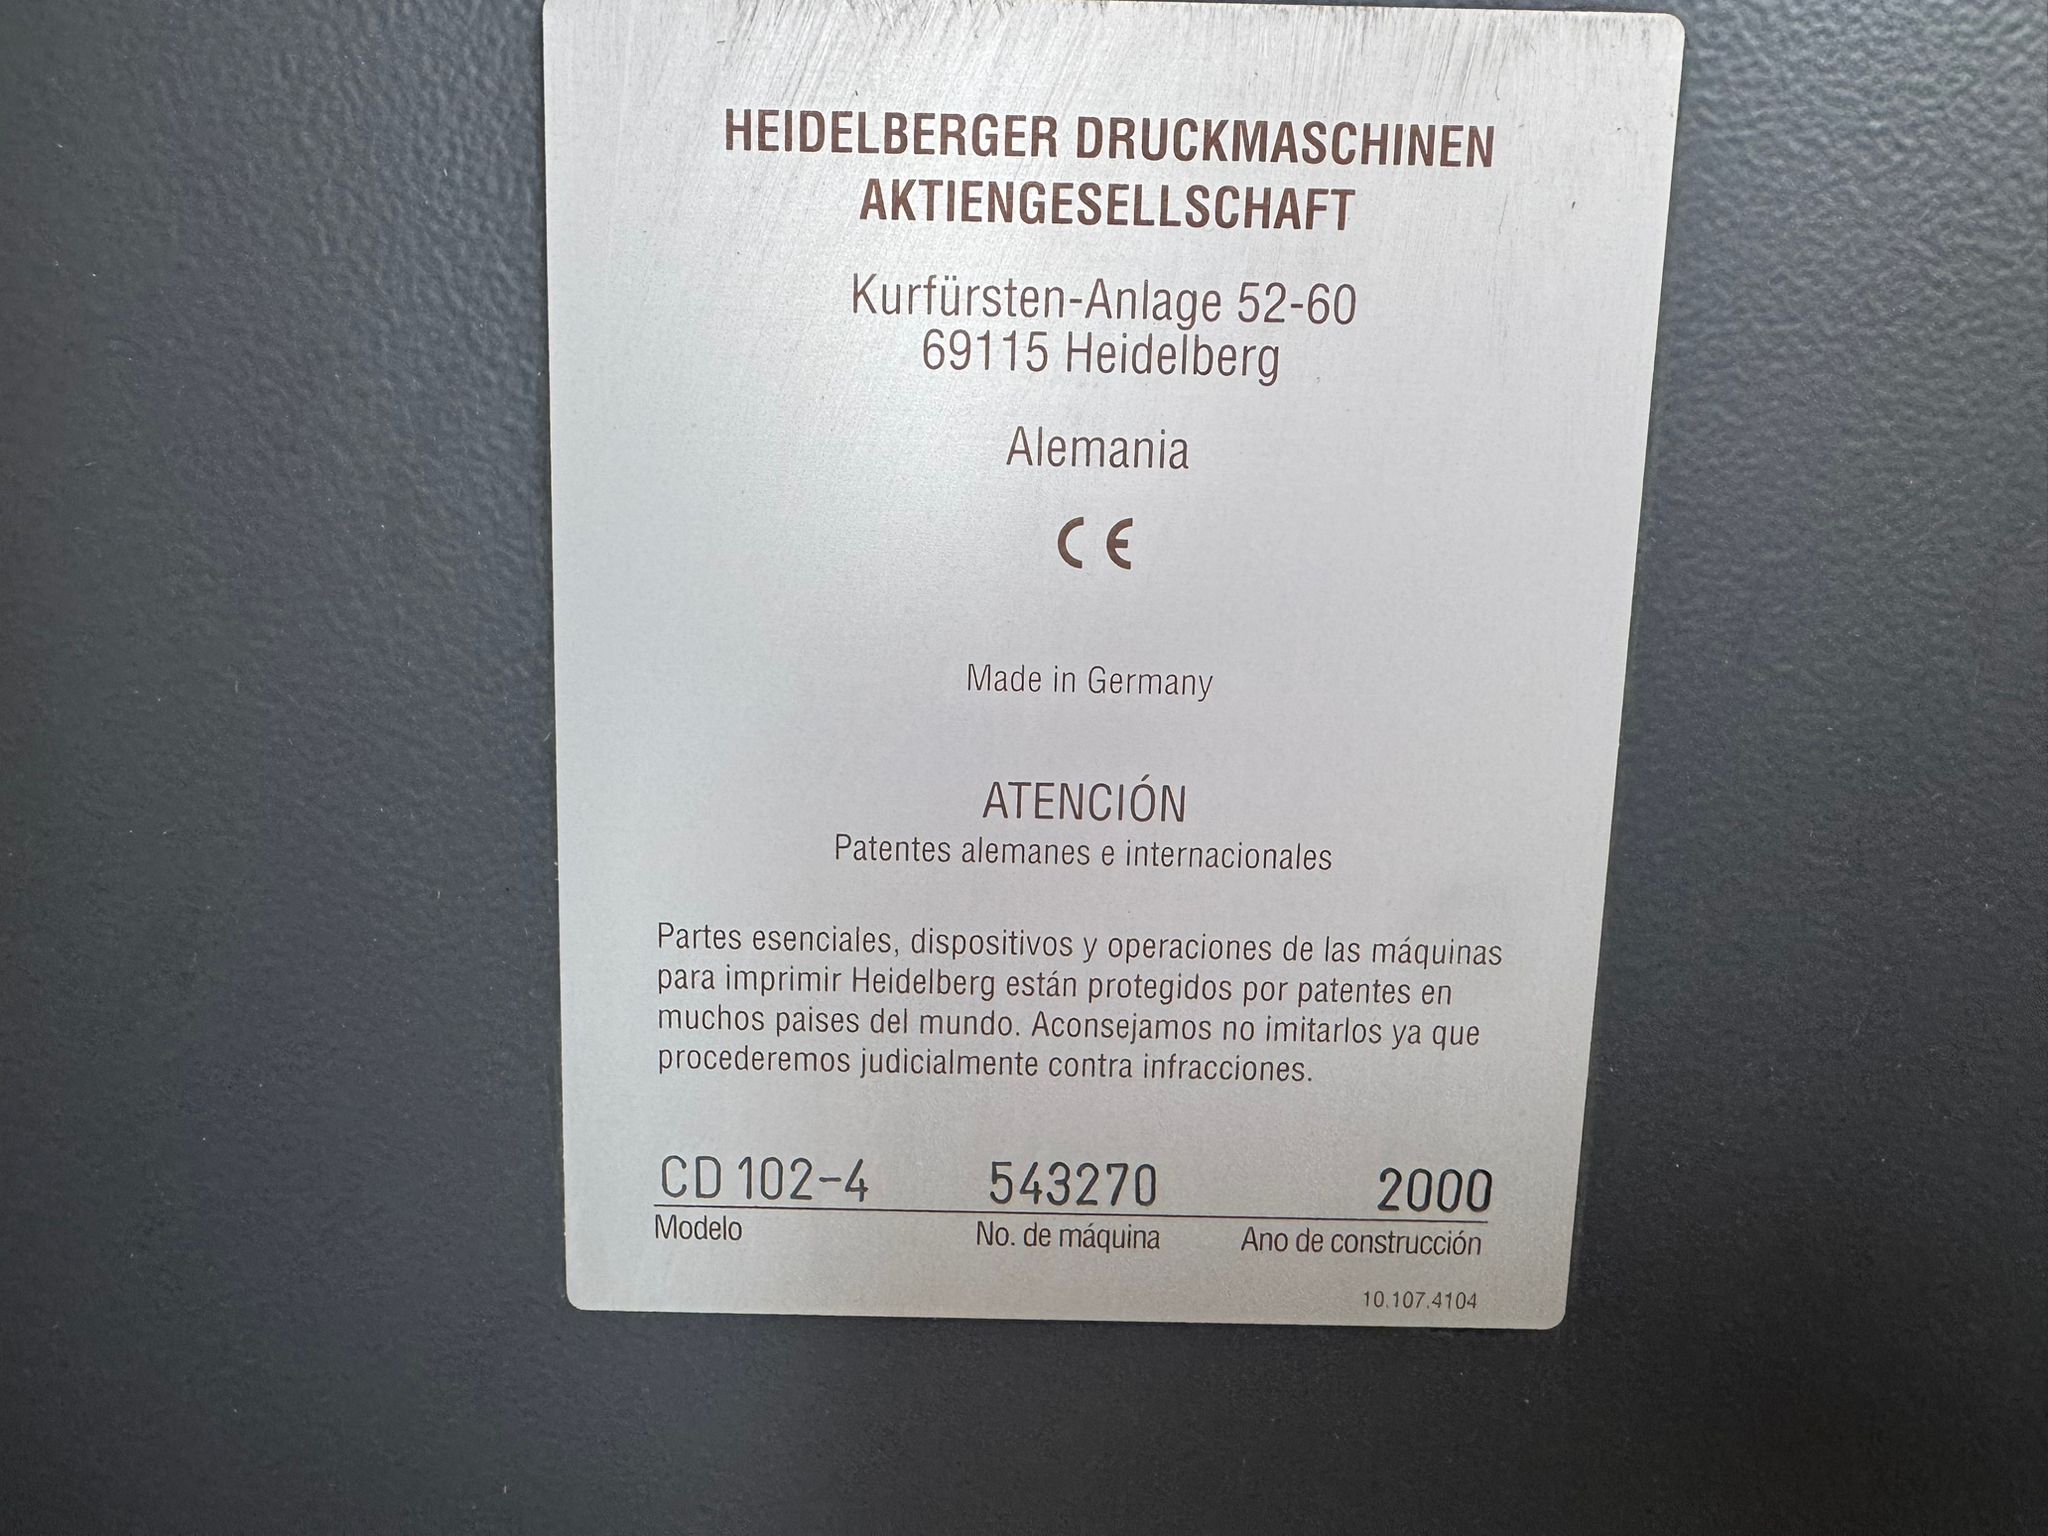 HEIDELBERGER DRUCKMASCHINEN
AKTIENGESELLSCHAFT
Kurfürsten-Anlage 52-60
69115 Heidelberg
Alemania
CE
Made in Germany
ATENCIÓN
Patentes alemanes e internacionales
Partes esenciales, dispositivos y operaciones de las máquinas
para imprimir Heidelberg están protegidos por patentes en
muchos paises del mundo. Aconsejamos no imitarlos ya que
procederemos judicialmente contra infracciones.
CD 102-4 543270 2000
Modelo No. de máquina Ano de construcción
10.107.4104